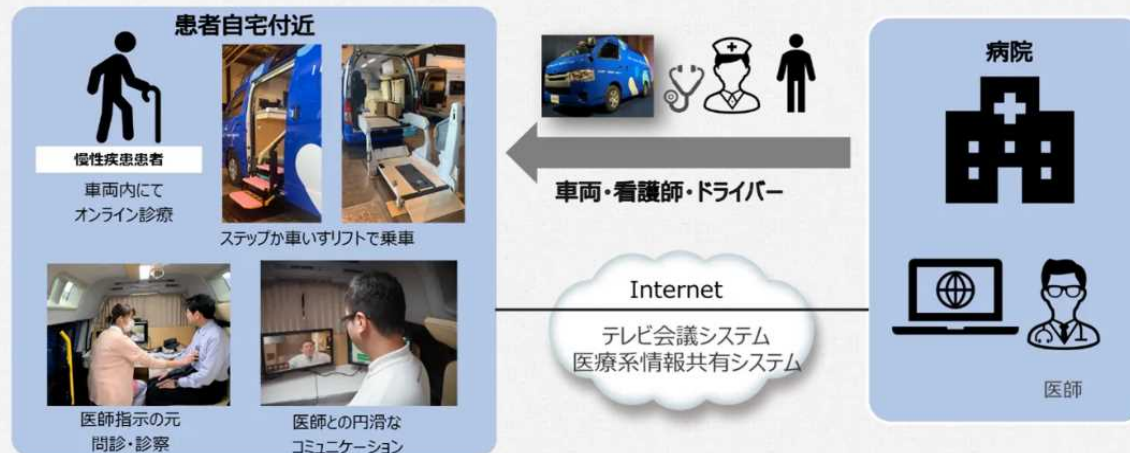 患者自宅付近
慢性疾患患者
車両内にて
オンライン診療
ステップか車いすリフトで乗車
医師指示の元
問診・診察
医師との円滑な
コミュニケーション
車両・看護師・ドライバー
Internet
テレビ会議システム
医療系情報共有システム
病院
医師